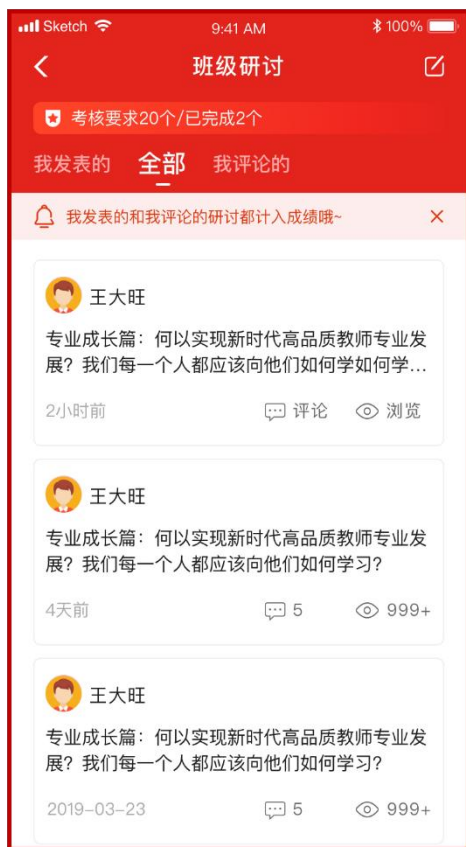 Sketch 9:41 AM 100%
班级研讨
考核要求20个/已完成2个
我发表的 全部 我评论的
我发表的和我评论的研讨都计入成绩哦~
王大旺
专业成长篇：何以实现新时代高品质教师专业发
展？我们每一个人都应该向他们如何学如何学...
2小时前 评论 浏览
王大旺
专业成长篇：何以实现新时代高品质教师专业发
展？我们每一个人都应该向他们如何学习？
4天前 5 999+
王大旺
专业成长篇：何以实现新时代高品质教师专业发
展？我们每一个人都应该向他们如何学习？
2019-03-23 5 999+